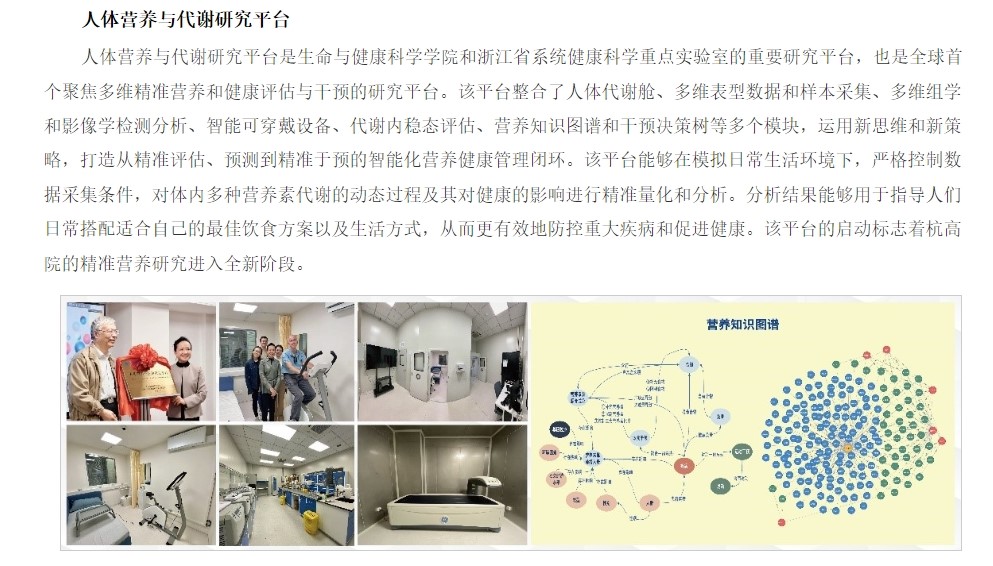 人体营养与代谢研究平台
人体营养与代谢研究平台是生命与健康科学学院和浙江省系统健康科学重点实验室的重要研究平台，也是全球首
个聚焦多维精准营养和健康评估与干预的研究平台。该平台整合了人体代谢舱、多维表型数据和样本采集、多维组学
和影像学检测分析、智能可穿戴设备、代谢内稳态评估、营养知识图谱和干预决策树等多个模块，运用新思维和新策
略，打造从精准评估、预测到精准于预的智能化营养健康管理闭环。该平台能够在模拟日常生活环境下，严格控制数
据采集条件，对体内多种营养素代谢的动态过程及其对健康的影响进行精准量化和分析。分析结果能够用于指导人们
日常搭配适合自己的最佳饮食方案以及生活方式，从而更有效地防控重大疾病和促进健康。该平台的启动标志着杭高
院的精准营养研究进入全新阶段。
营养知识图谱